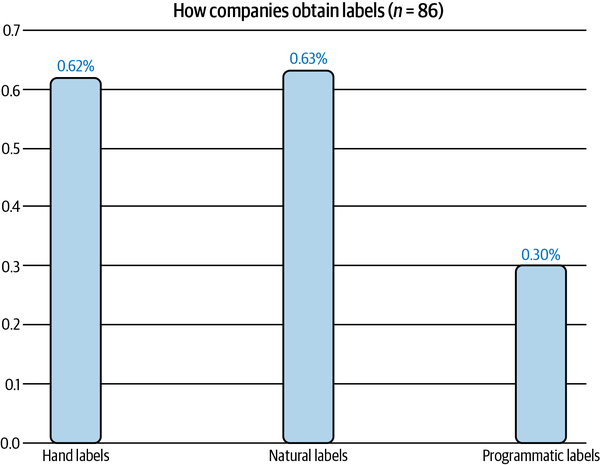 How companies obtain labels (n = 86)
0.7
0.6
0.5
0.4
0.3
0.2
0.1
0.0
0.62%
0.63%
0.30%
Hand labels
Natural labels
Programmatic labels